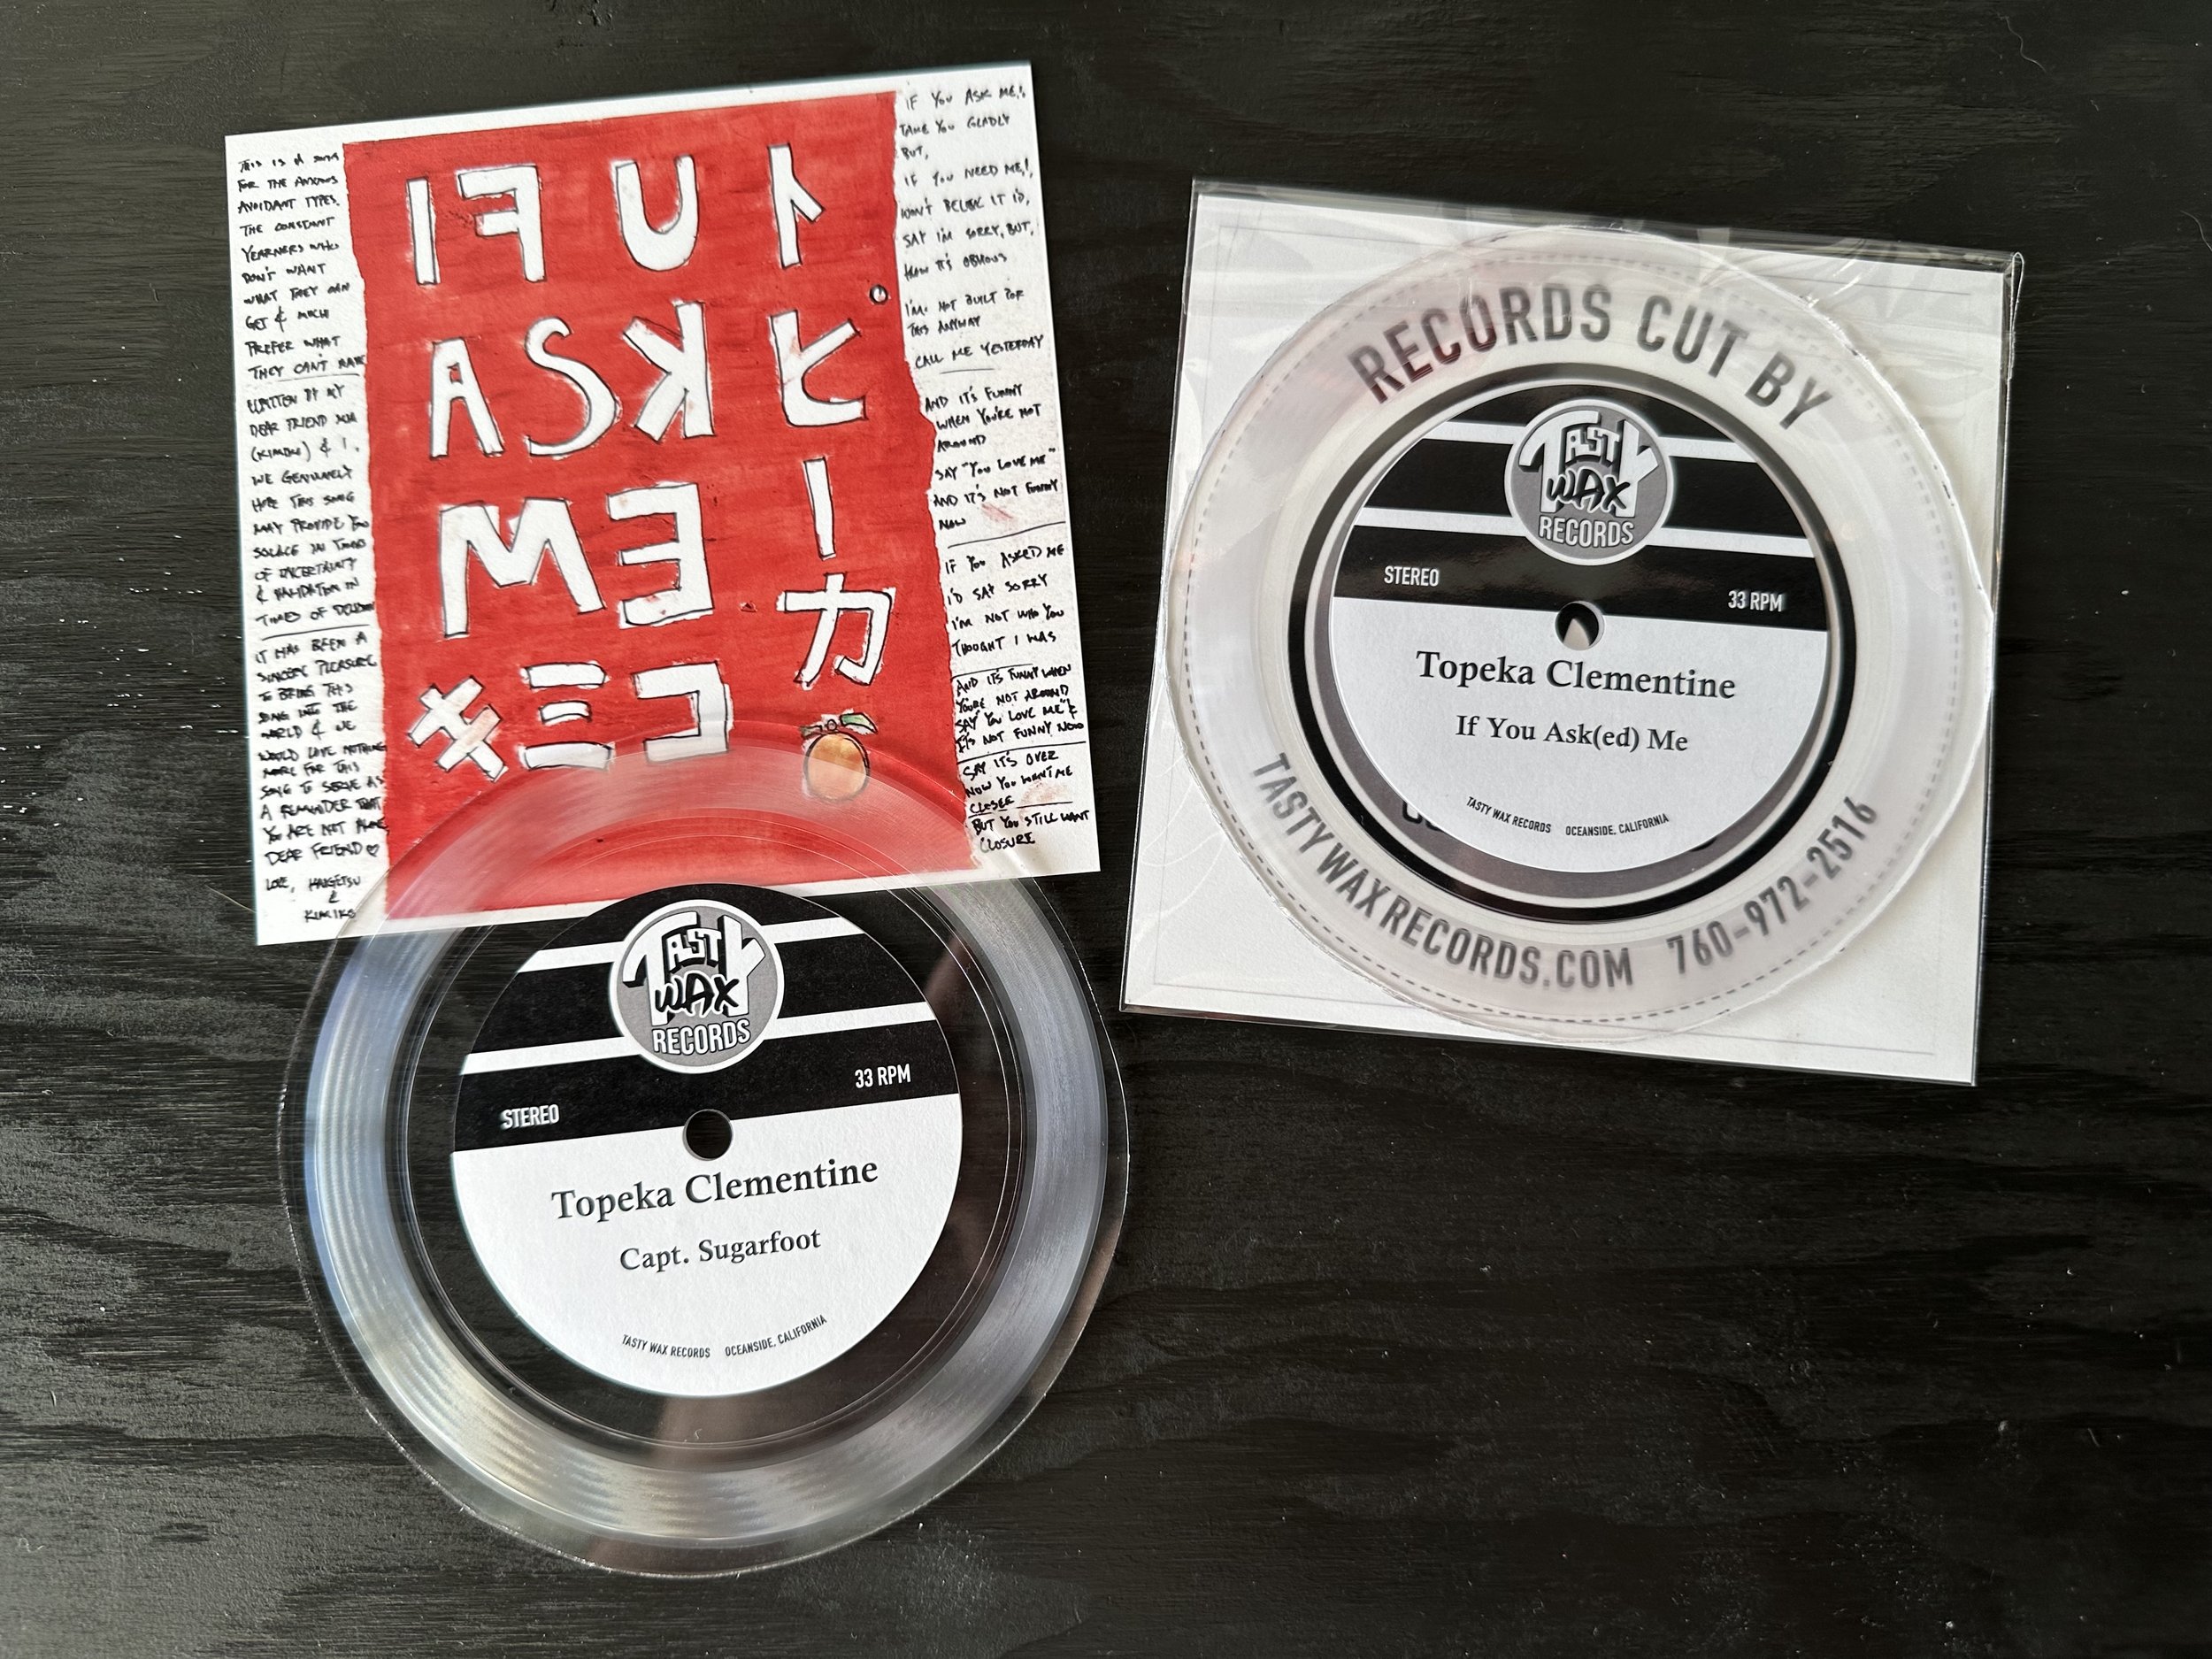 THIS IS A SONG
FOR THE ANXIOUS
AVOIDANT TYPES.
THE CONSTANT
YEARNERS WHO
DON'T WANT
WHAT THEY CAN
GET & MUCH
PREFER WHAT
THEY CAN'T HAVE
WRITTEN BY MY
DEAR FRIEND
(KIMIKO) & I,
WE GENUINELY
HOPE THIS SONG
MAY PROVIDE YOU
SOLACE IN TIMES
OF UNCERTAINTY
& VALIDATION IN
TIMES OF
IT HAS BEEN A
SINCERE PLEASURE
TO BRING THIS
SONG INTO THE
WORLD & WE
WOULD LOVE NOTHING
MORE FOR THIS
SONG TO SERVE AS
A REMINDER THAT
YOU ARE NOT ALONE
DEAR FRIEND ♡
LOVE, HAIGETSU
&
KIMIKO
IF U
ASK
ME
キミコ
トピーカ
IF YOU ASK ME!,
TAKE YOU GLADLY
BUT,
IF YOU NEED ME!,
WON'T BELIEVE IT IS,
SAY I'M SORRY, BUT,
KNOW IT'S OBVIOUS
I'M NOT BUILT FOR
THIS ANYWAY
CALL ME YESTERDAY
AND IT'S FUNNY
WHEN YOU'RE NOT
AROUND
SAY "YOU LOVE ME"
AND IT'S NOT FUNNY
NOW
IF YOU ASKED ME
I'D SAY SORRY
I'M NOT WHO YOU
THOUGHT I WAS
AND IT'S FUNNY WHEN
YOU'RE NOT AROUND
SAY YOU LOVE ME &
IT'S NOT FUNNY NOW
SAY IT'S OVER
NOW YOU WANT ME
CLOSER
BUT YOU STILL WANT
CLOSURE
TASTY
WAX
RECORDS
STEREO
33 RPM
Topeka Clementine
Capt. Sugarfoot
TASTY WAX RECORDS OCEANSIDE, CALIFORNIA
RECORDS CUT BY
TASTY
WAX
RECORDS
STEREO
33 RPM
Topeka Clementine
If You Ask(ed) Me
TASTY WAX RECORDS OCEANSIDE, CALIFORNIA
TASTYWAXRECORDS.COM 760-972-2516